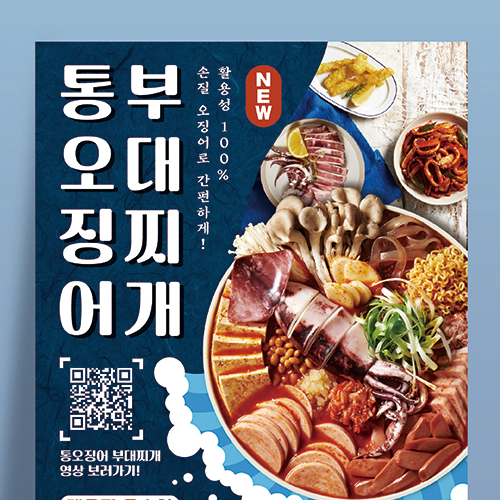 통오징어
부대찌개
활용성 100%
손질 오징어로 간편하게!
NEW
통오징어 부대찌개
영상 보러가기!